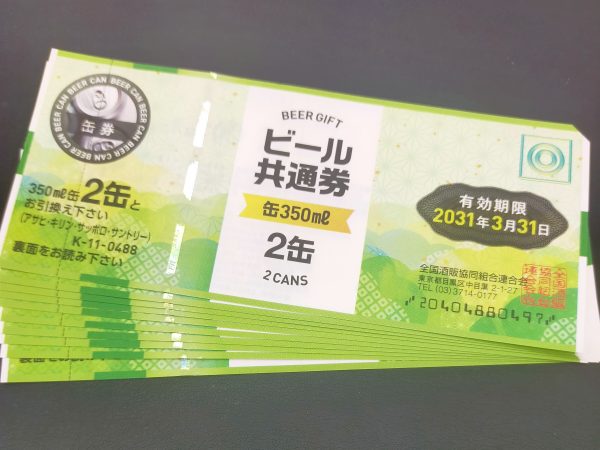 BEER CAN BEER CAN BEER CAN BEER CAN BEER CAN
缶券
350㎖缶2缶と
お引換え下さい
(アサヒ・キリン・サッポロ・サントリー)
K-11-0488
裏面をお読み下さい
BEER GIFT
ビール
共通券
缶350㎖
2缶
2 CANS
有効期限
2031年3月31日
全国酒販協同組合連合会
東京都目黒区中目黒 2-1-27
TEL (03)3714-0177
20404880497